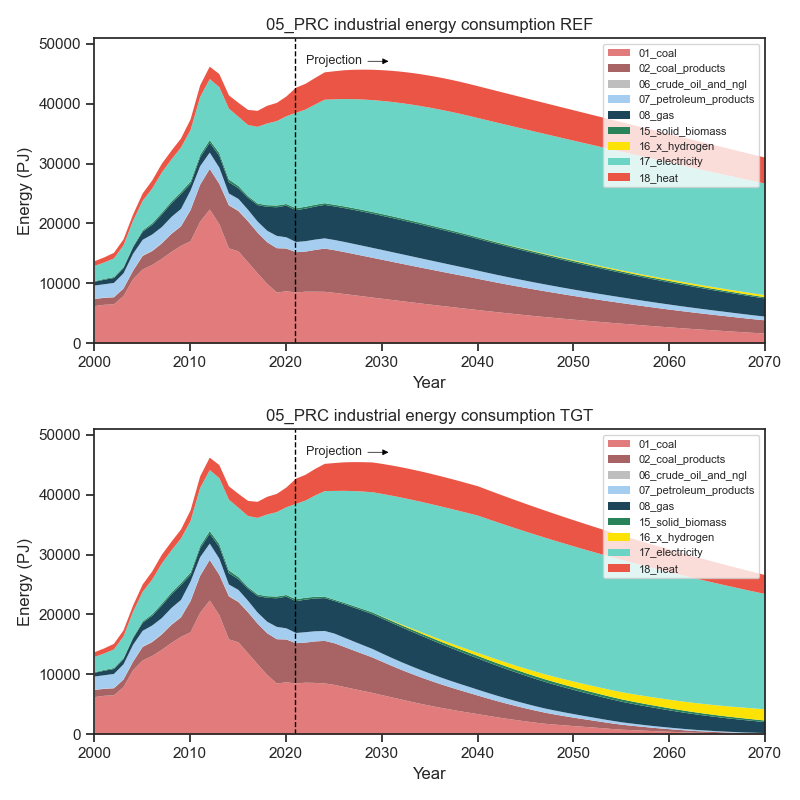 05_PRC industrial energy consumption REF
50000
40000
30000
20000
10000
0
Energy (PJ)
Projection
01_coal
02_coal_products
06_crude_oil_and_ngl
07_petroleum_products
08_gas
15_solid_biomass
16_x_hydrogen
17_electricity
18_heat
2000 2010 2020 2030 2040 2050 2060 2070
Year
05_PRC industrial energy consumption TGT
50000
40000
30000
20000
10000
0
Energy (PJ)
Projection
01_coal
02_coal_products
06_crude_oil_and_ngl
07_petroleum_products
08_gas
15_solid_biomass
16_x_hydrogen
17_electricity
18_heat
2000 2010 2020 2030 2040 2050 2060 2070
Year